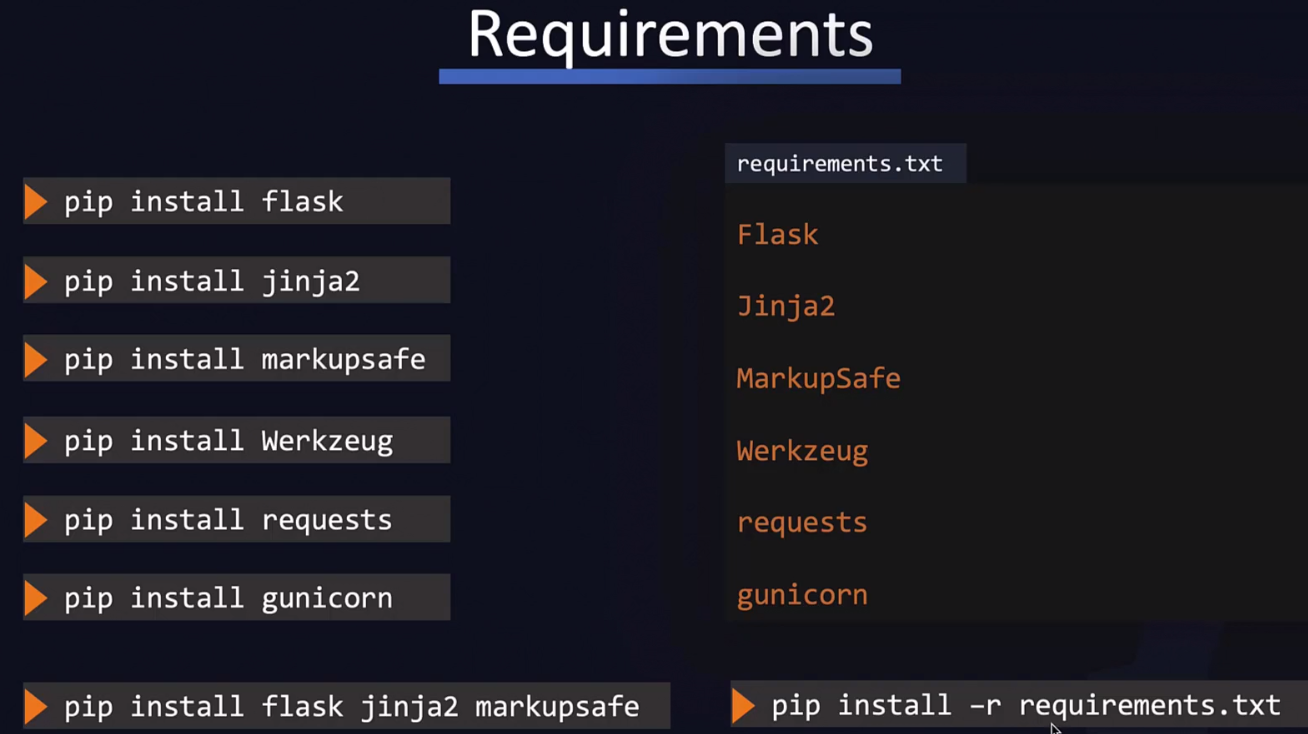 Requirements
pip install flask
pip install jinja2
pip install markupsafe
pip install Werkzeug
pip install requests
pip install gunicorn
pip install flask jinja2 markupsafe
requirements.txt
Flask
Jinja2
MarkupSafe
Werkzeug
requests
gunicorn
pip install –r requirements.txt